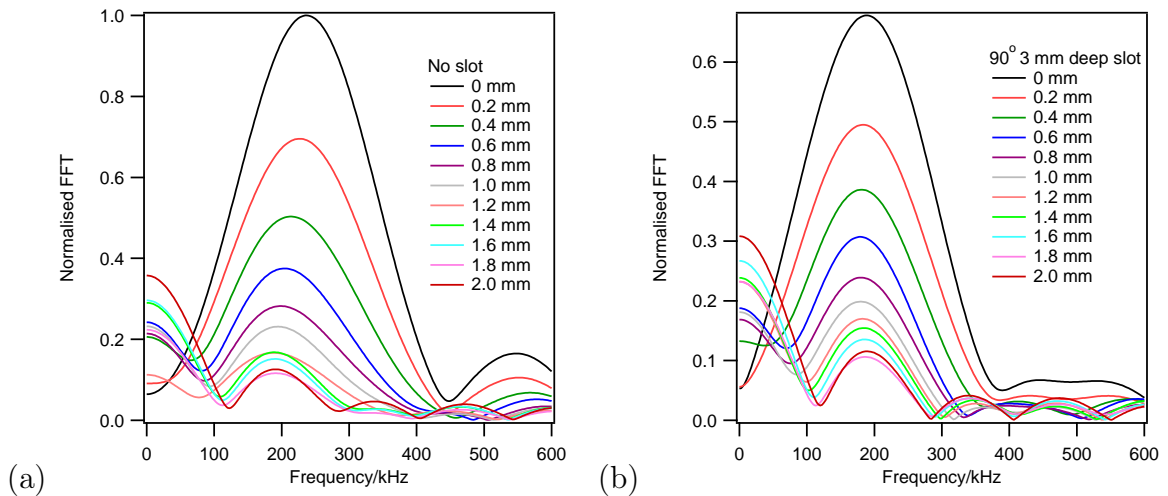 1.0
0.8
0.6
0.4
0.2
0.0
Normalised FFT
0
100
200
300
400
500
600
Frequency/kHz
No slot
0 mm
0.2 mm
0.4 mm
0.6 mm
0.8 mm
1.0 mm
1.2 mm
1.4 mm
1.6 mm
1.8 mm
2.0 mm
(a)
0.6
0.5
0.4
0.3
0.2
0.1
0.0
Normalised FFT
0
100
200
300
400
500
600
Frequency/kHz
90° 3 mm deep slot
0 mm
0.2 mm
0.4 mm
0.6 mm
0.8 mm
1.0 mm
1.2 mm
1.4 mm
1.6 mm
1.8 mm
2.0 mm
(b)